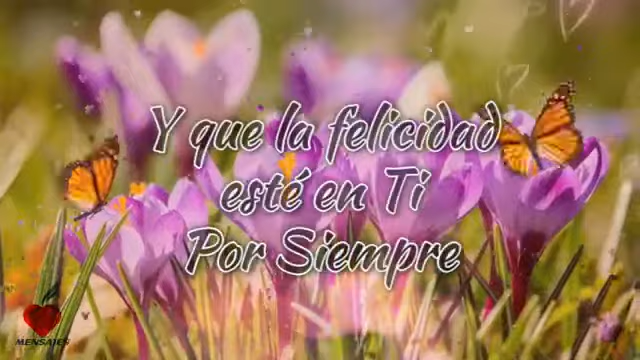 Y que la felicidad
esté en Ti
Por Siempre
MENSAJES